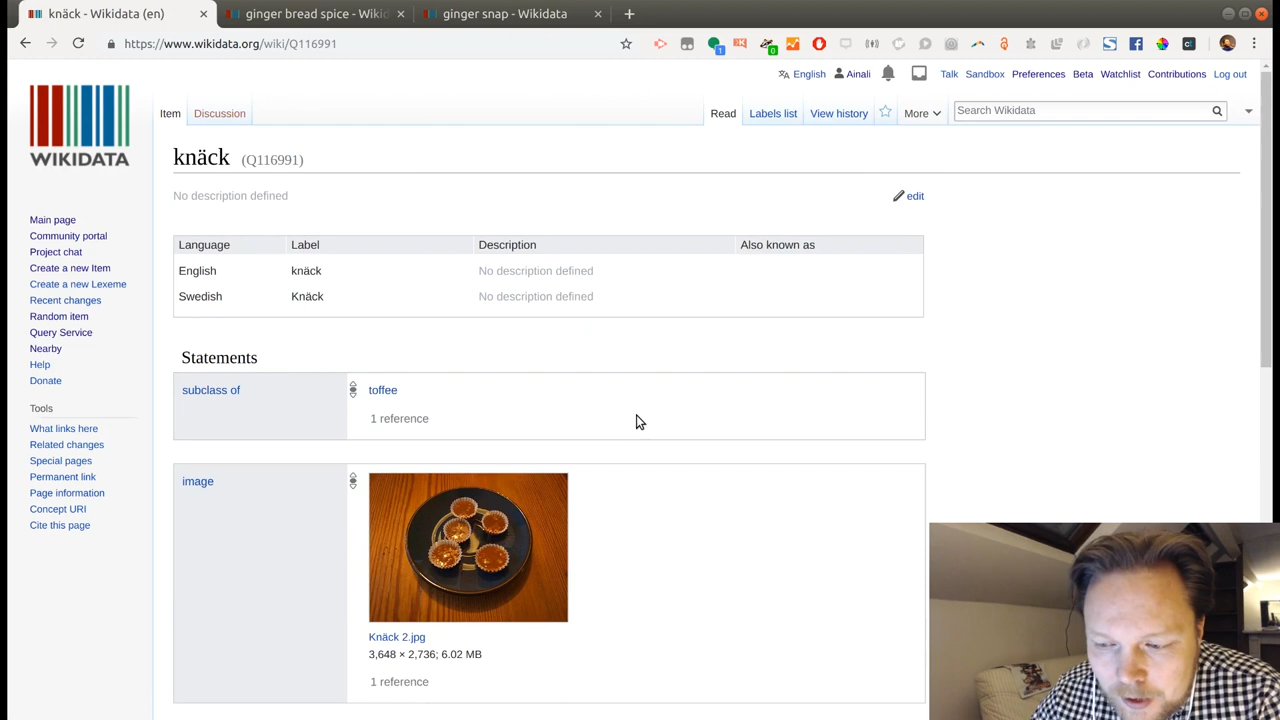 knäck - Wikidata (en)
ginger bread spice - Wikid
ginger snap - Wikidata
https://www.wikidata.org/wiki/Q116991
1
0
English
Ainali
Talk
Sandbox
Preferences
Beta
Watchlist
Contributions
Log out
WIKIDATA
Item
Discussion
Read
Labels list
View history
More
Search Wikidata
knäck (Q116991)
No description defined
edit
Language Label Description Also known as
English knäck No description defined
Swedish Knäck No description defined
Main page
Community portal
Project chat
Create a new Item
Create a new Lexeme
Recent changes
Random item
Query Service
Nearby
Help
Donate
Tools
What links here
Related changes
Special pages
Permanent link
Page information
Concept URI
Cite this page
Statements
subclass of
toffee
1 reference
image
Knäck 2.jpg
3,648 × 2,736; 6.02 MB
1 reference